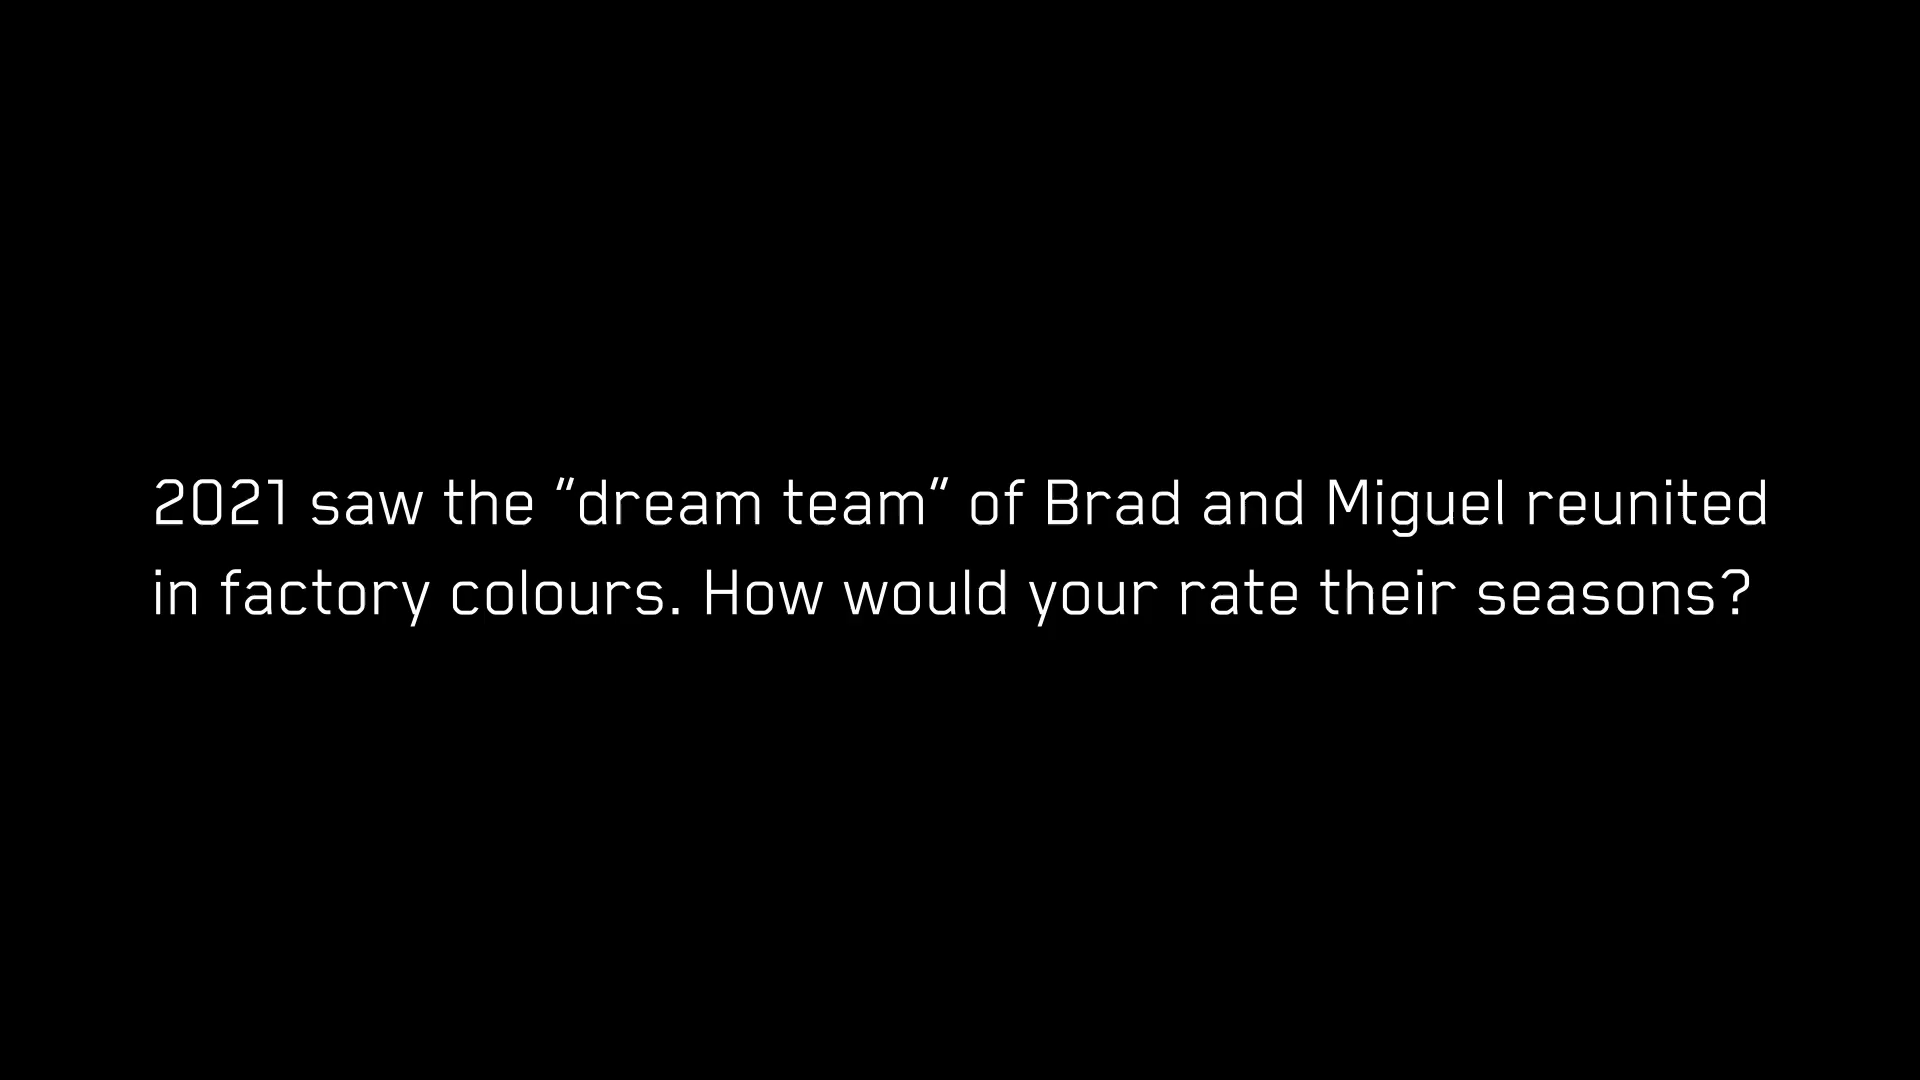 2021 saw the “dream team” of Brad and Miguel reunited
in factory colours. How would your rate their seasons?